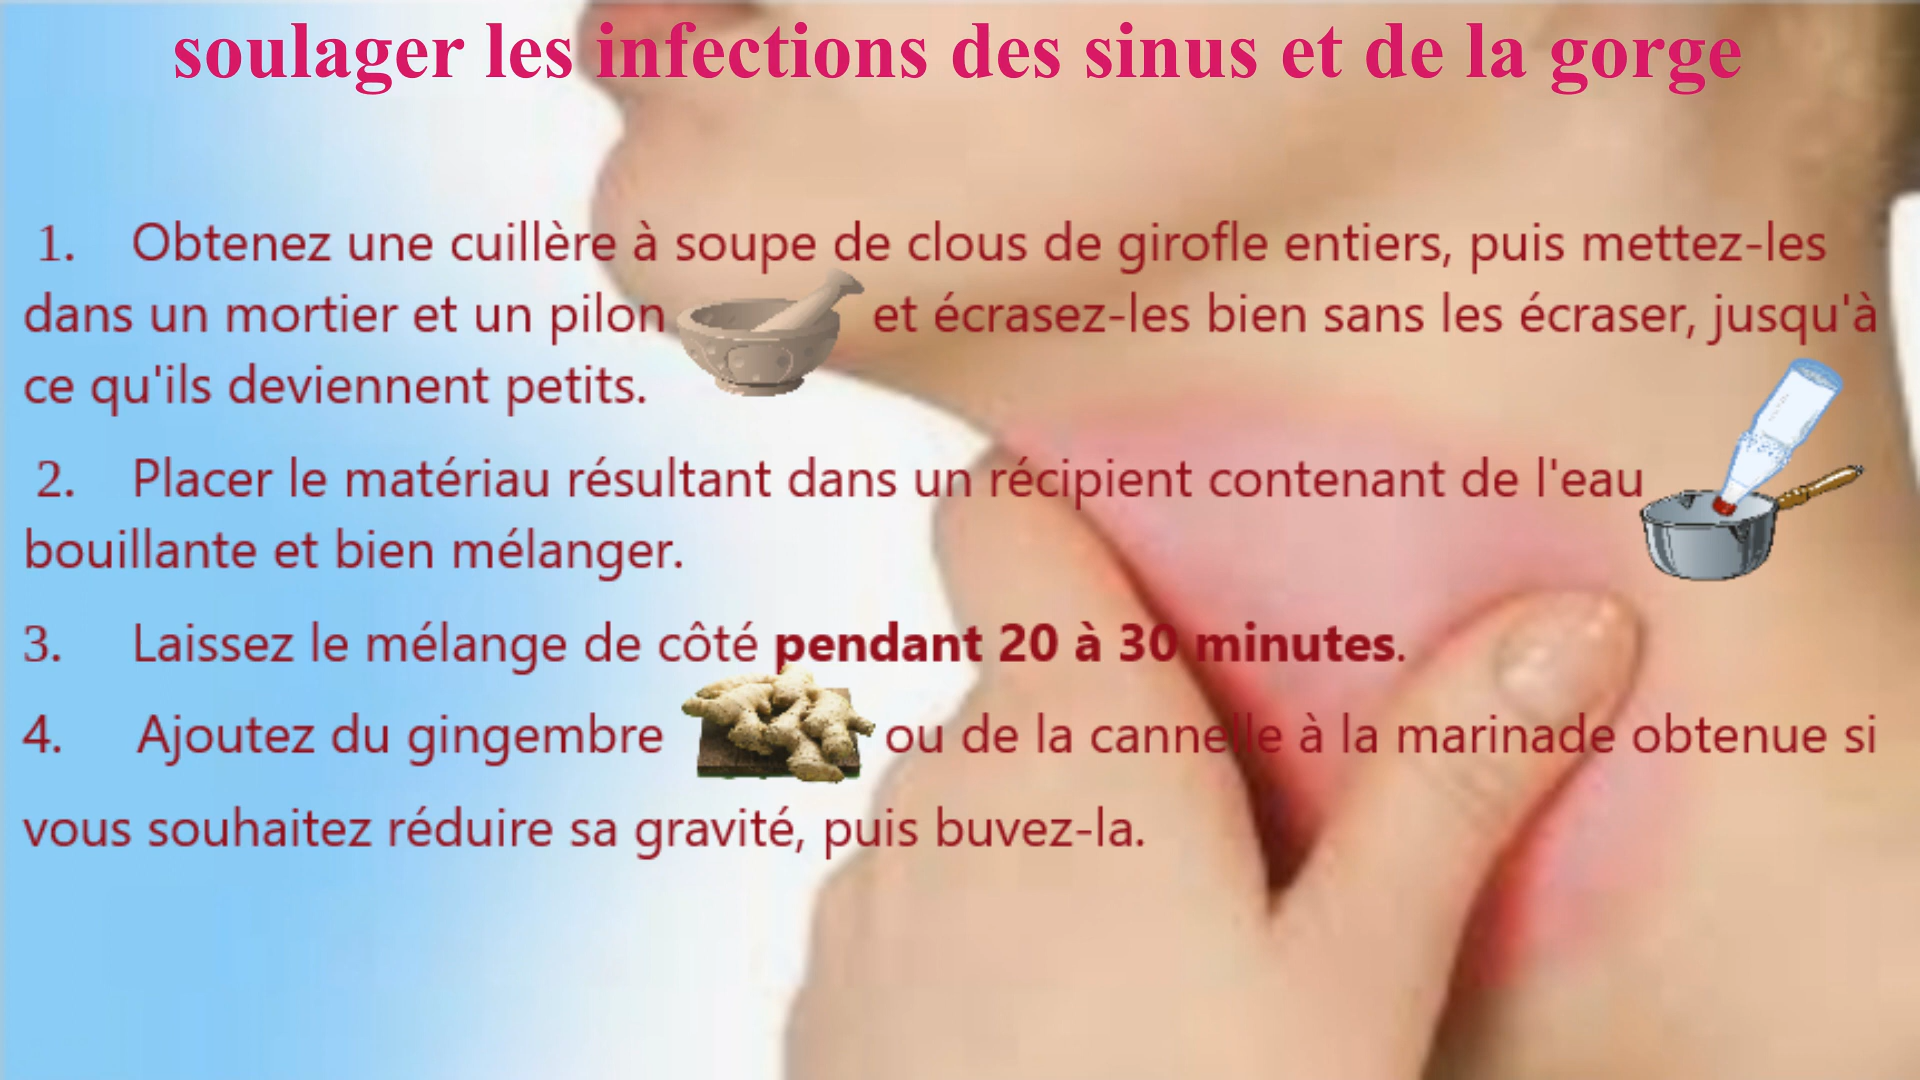 soulager les infections des sinus et de la gorge
1. Obtenez une cuillère à soupe de clous de girofle entiers, puis mettez-les
dans un mortier et un pilon et écrasez-les bien sans les écraser, jusqu'à
ce qu'ils deviennent petits.
2. Placer le matériau résultant dans un récipient contenant de l'eau
bouillante et bien mélanger.
3. Laissez le mélange de côté pendant 20 à 30 minutes.
4. Ajoutez du gingembre ou de la cannelle à la marinade obtenue si
vous souhaitez réduire sa gravité, puis buvez-la.